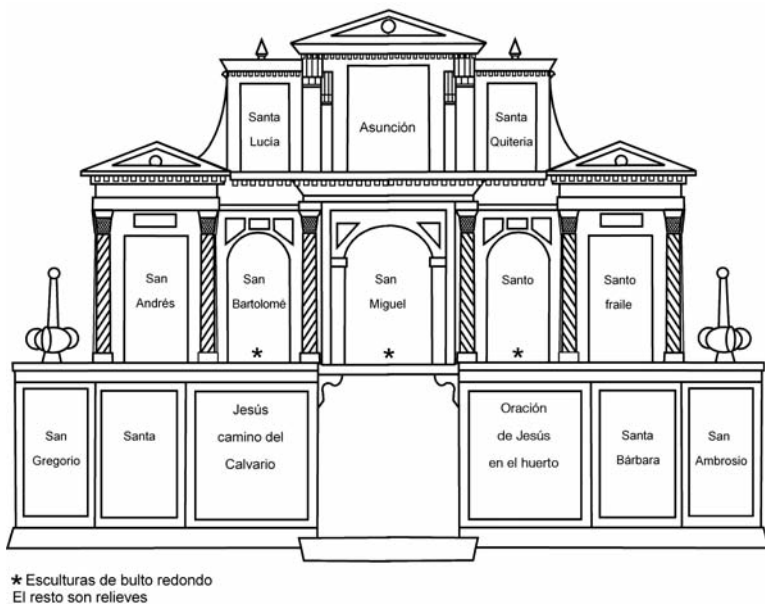 Santa
Lucía
Asunción
Santa
Quiteria
San
Andrés
San
Bartolomé
*
San
Miguel
*
Santo
*
Santo
fraile
San
Gregorio
Santa
Jesús
camino del
Calvario
Oración
de Jesús
en el huerto
Santa
Bárbara
San
Ambrosio
* Esculturas de bulto redondo
El resto son relieves